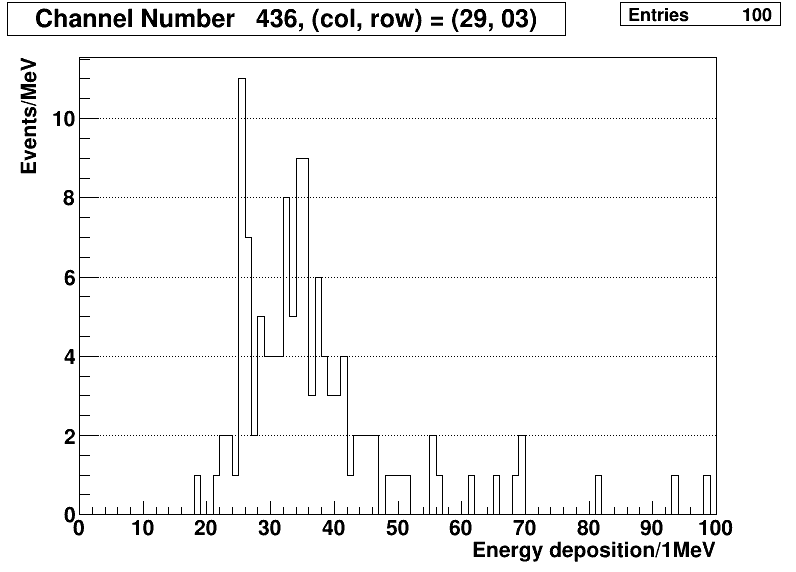 Channel Number 436, (col, row) = (29, 03)
Entries 100
Events/MeV
10
8
6
4
2
0
0 10 20 30 40 50 60 70 80 90 100
Energy deposition/1MeV